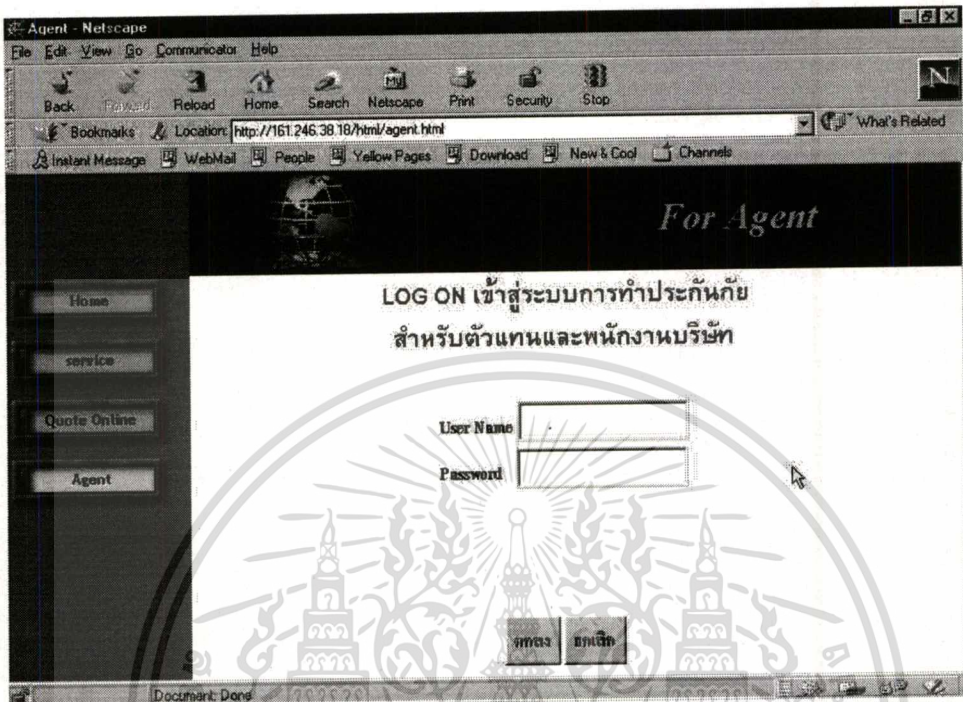 Agent - Netscape
File Edit View Go Communicator Help
Back Forward Reload Home Search Netscape Print Security Stop
Bookmarks Location: http://161.246.38.18/html/agent.html What's Related
Instant Message WebMail People Yellow Pages Download New & Cool Channels
For Agent
Home
service
Quote Online
Agent
LOG ON เข้าสู่ระบบการทำประกันภัย
สำหรับตัวแทนและพนักงานบริษัท
User Name
Password
ตกลง ยกเลิก
Document: Done